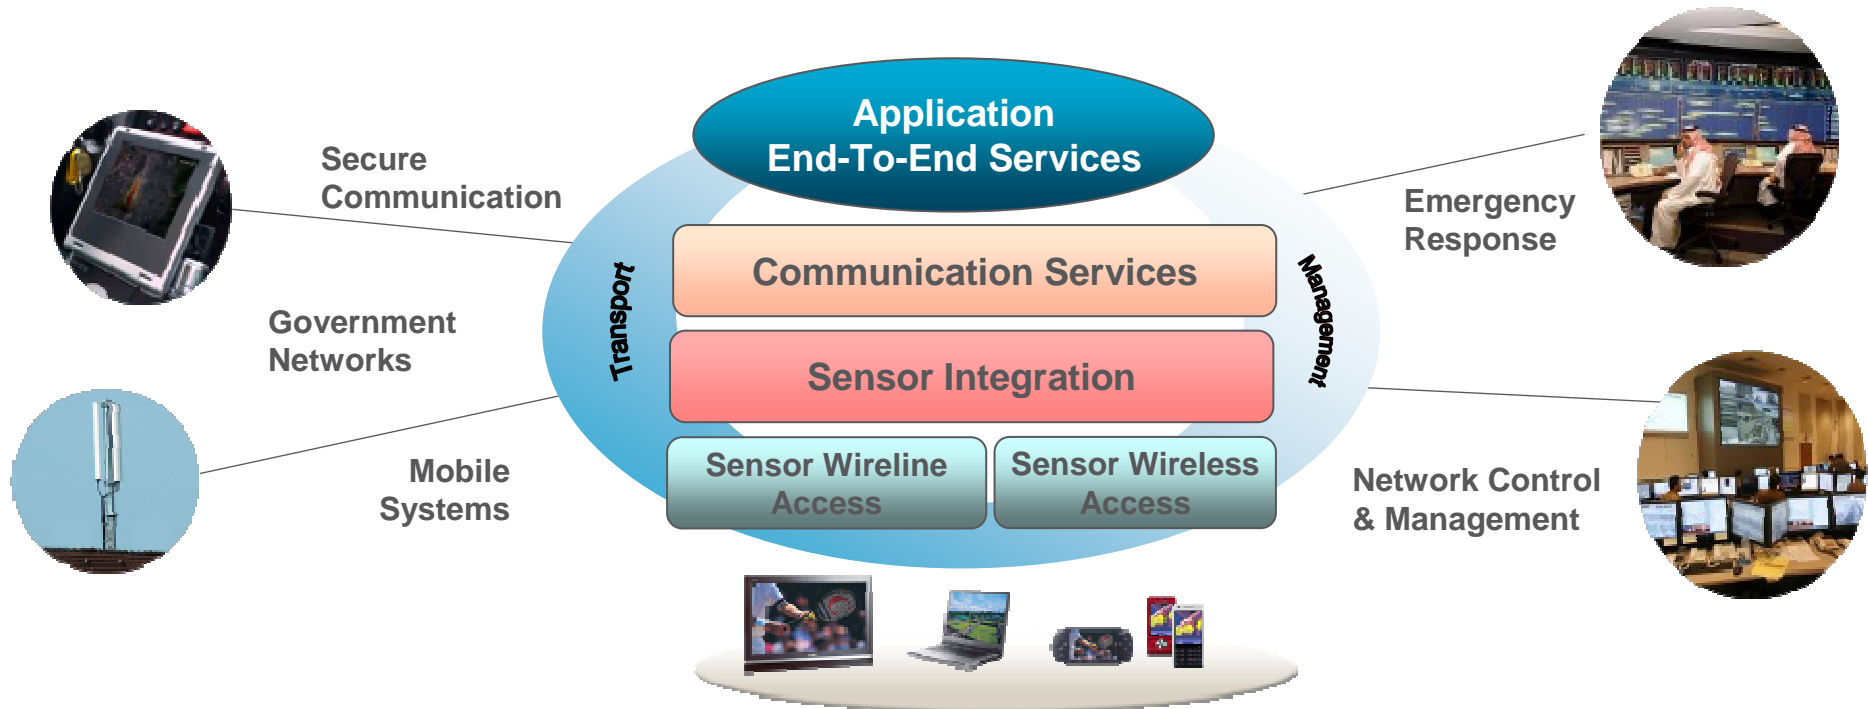 Application
End-To-End Services
Secure
Communication
Emergency
Response
Communication Services
Transport
Management
Government
Networks
Sensor Integration
Mobile
Systems
Sensor Wireline
Access
Sensor Wireless
Access
Network Control
& Management